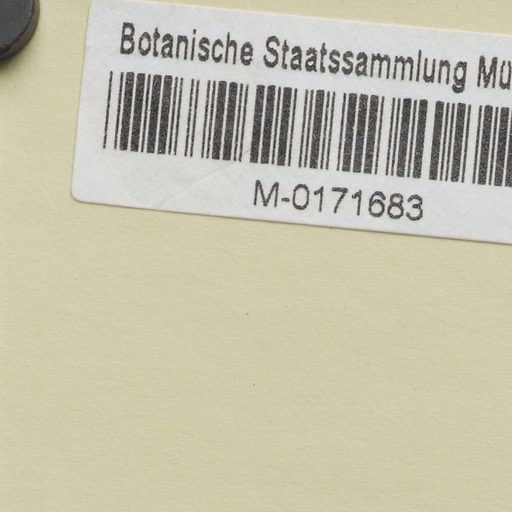 Botanische Staatssammlung Mü
M-0171683